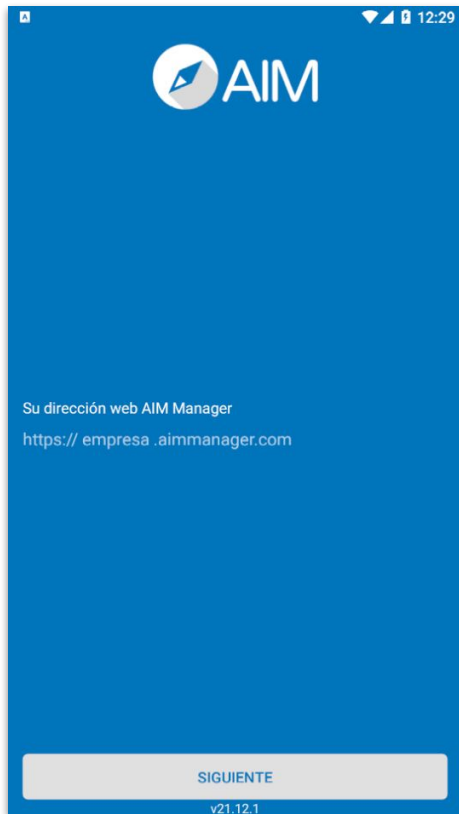 A
12:29
AIM
Su dirección web AIM Manager
https:// empresa .aimmanager.com
SIGUIENTE
v21.12.1